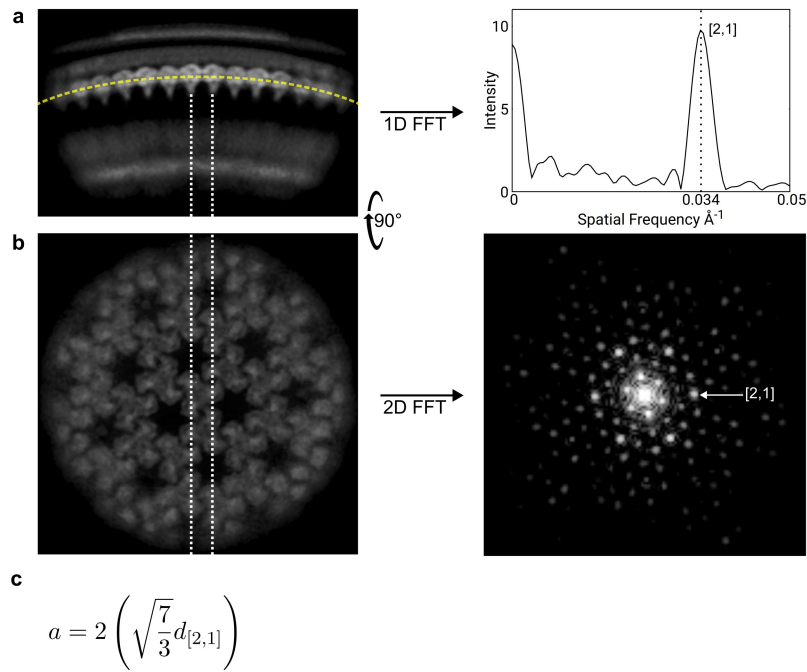 a
10
5
0
Intensity
[2,1]
0
0.034
0.05
Spatial Frequency Å-1
1D FFT
90°
b
2D FFT
[2,1]
c
a = 2 ( √7/3 d[2,1] )